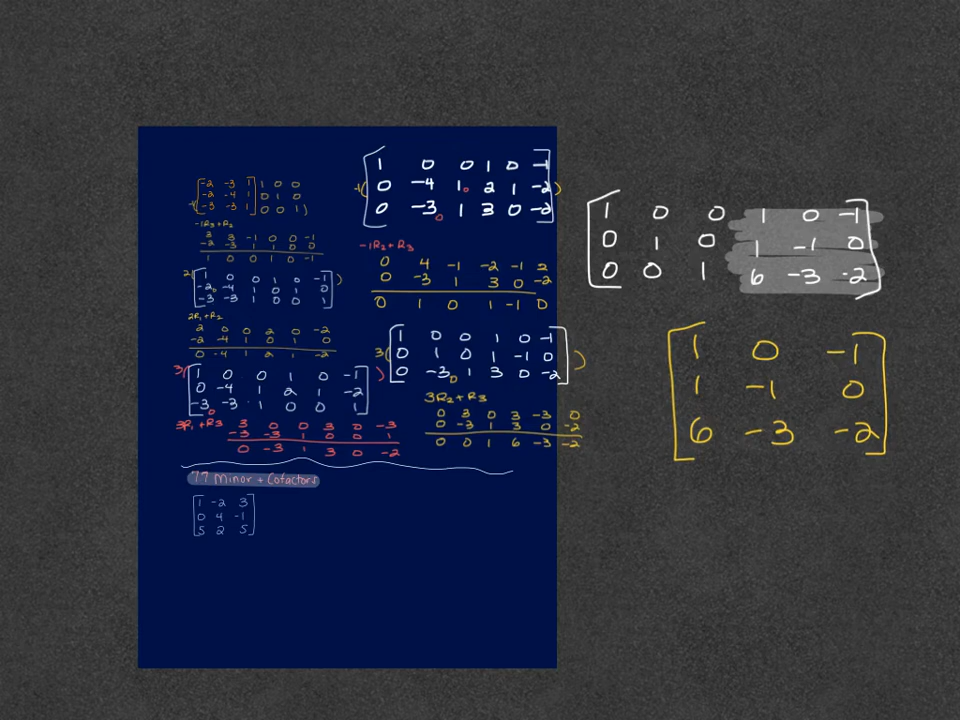 -2 -3 1 1 0 0
-2 -4 1 0 1 0
-3 -3 1 0 0 1
-1R3+R2
3 3 -1 0 0 -1
-2 -3 1 1 0 0
1 0 0 1 0 -1
2( 1 0 0 1 0 -1 )
-2 -4 1 0 1 0
-3 -3 1 0 0 1
2R1+R2
2 0 0 2 0 -2
-2 -4 1 0 1 0
0 -4 1 2 1 -2
3( 1 0 0 1 0 -1 )
0 -4 1 2 1 -2
-3 -3 1 0 0 1
3R1+R3
3 0 0 3 0 -3
-3 -3 1 0 0 1
0 -3 1 3 0 -2
1 0 0 1 0 -1
-1( 0 -4 1 2 1 -2 )
0 -3 1 3 0 -2
-1R2+R3
0 4 -1 -2 -1 2
0 -3 1 3 0 -2
0 1 0 1 -1 0
1 0 0 1 0 -1
3( 0 1 0 1 -1 0 )
0 -3 1 3 0 -2
3R2+R3
0 3 0 3 -3 0
0 -3 1 3 0 -2
0 0 1 6 -3 -2
7.7 Minor + Cofactors
1 -2 3
0 4 -1
5 2 5
1 0 0 1 0 -1
0 1 0 1 -1 0
0 0 1 6 -3 -2
1 0 -1
1 -1 0
6 -3 -2